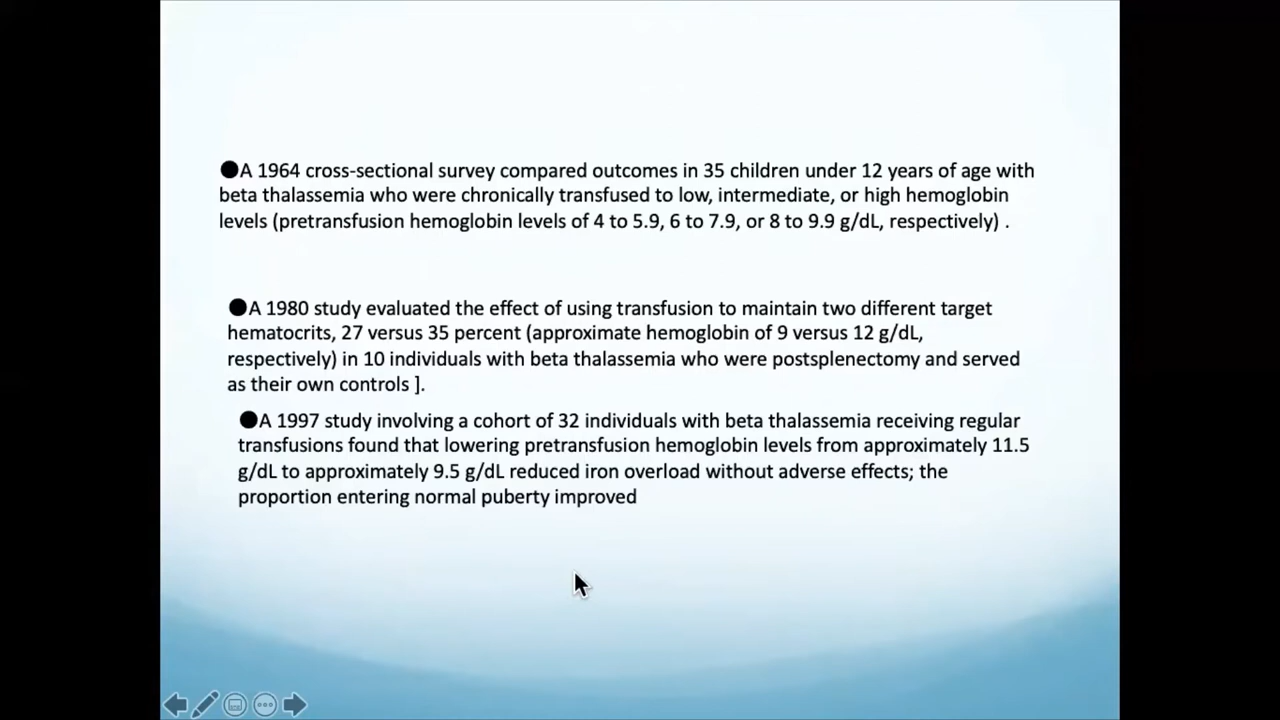 ●A 1964 cross-sectional survey compared outcomes in 35 children under 12 years of age with
beta thalassemia who were chronically transfused to low, intermediate, or high hemoglobin
levels (pretransfusion hemoglobin levels of 4 to 5.9, 6 to 7.9, or 8 to 9.9 g/dL, respectively) .
●A 1980 study evaluated the effect of using transfusion to maintain two different target
hematocrits, 27 versus 35 percent (approximate hemoglobin of 9 versus 12 g/dL,
respectively) in 10 individuals with beta thalassemia who were postsplenectomy and served
as their own controls ].
●A 1997 study involving a cohort of 32 individuals with beta thalassemia receiving regular
transfusions found that lowering pretransfusion hemoglobin levels from approximately 11.5
g/dL to approximately 9.5 g/dL reduced iron overload without adverse effects; the
proportion entering normal puberty improved